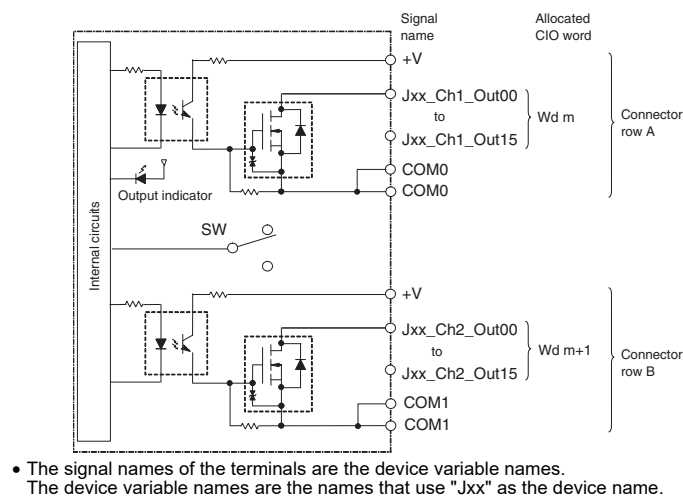 Signal name
Allocated CIO word
+V
Jxx_Ch1_Out00
to
Jxx_Ch1_Out15
Wd m
Connector row A
COM0
COM0
Output indicator
Internal circuits
SW
+V
Jxx_Ch2_Out00
to
Jxx_Ch2_Out15
Wd m+1
Connector row B
COM1
COM1
• The signal names of the terminals are the device variable names.
The device variable names are the names that use "Jxx" as the device name.